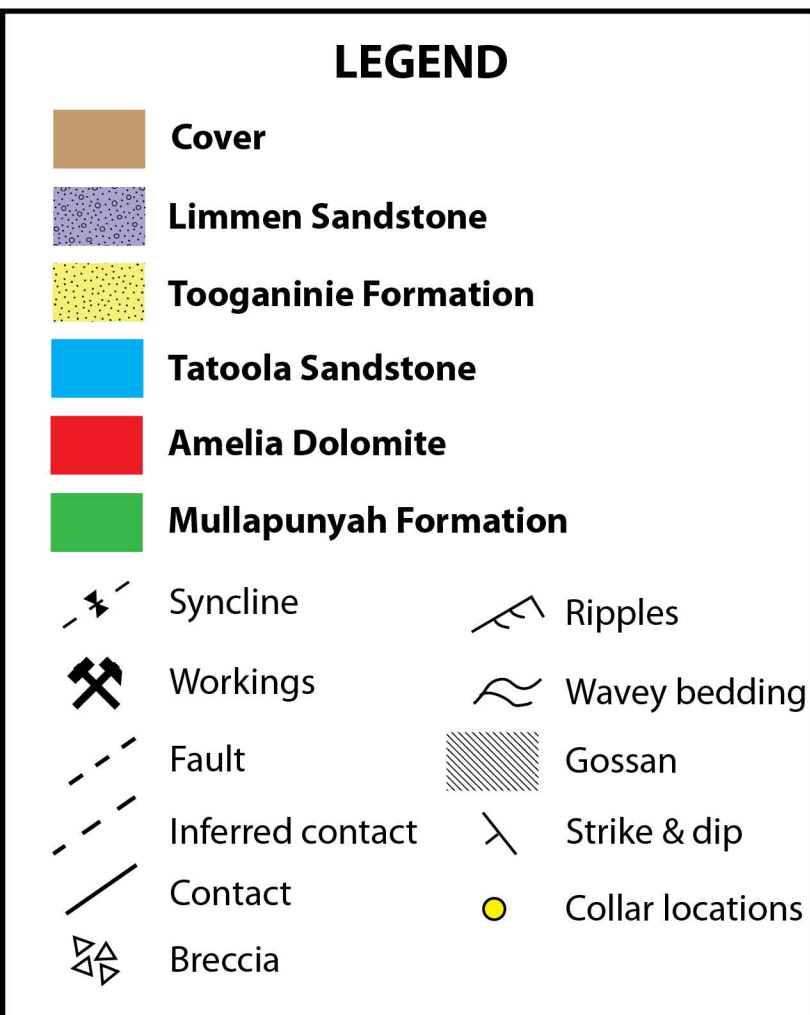 LEGEND
Cover
Limmen Sandstone
Tooganinie Formation
Tatoola Sandstone
Amelia Dolomite
Mullapunyah Formation
Syncline
Workings
Fault
Inferred contact
Contact
Breccia
Ripples
Wavey bedding
Gossan
Strike & dip
Collar locations